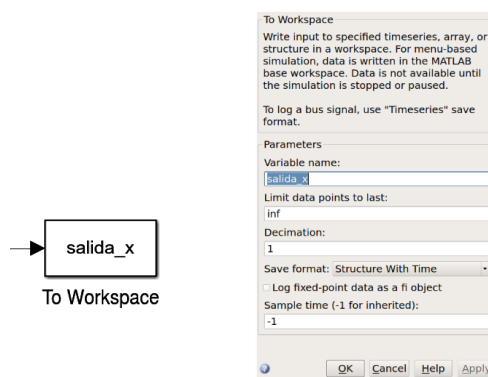 salida_x
To Workspace
To Workspace
Write input to specified timeseries, array, or
structure in a workspace. For menu-based
simulation, data is written in the MATLAB
base workspace. Data is not available until
the simulation is stopped or paused.
To log a bus signal, use "Timeseries" save
format.
Parameters
Variable name:
salida_x
Limit data points to last:
inf
Decimation:
1
Save format: Structure With Time
Log fixed-point data as a fi object
Sample time (-1 for inherited):
-1
OK Cancel Help Apply